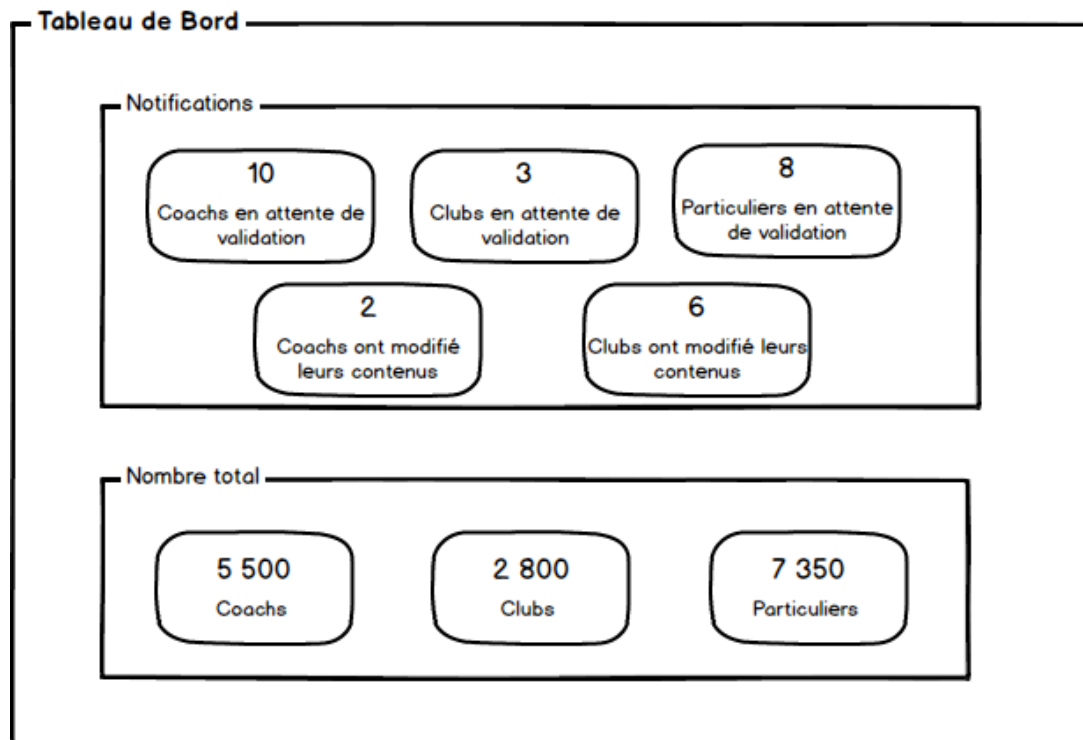 Tableau de Bord
Notifications
10
Coachs en attente de
validation
3
Clubs en attente de
validation
8
Particuliers en attente
de validation
2
Coachs ont modifié
leurs contenus
6
Clubs ont modifié leurs
contenus
Nombre total
5 500
Coachs
2 800
Clubs
7 350
Particuliers